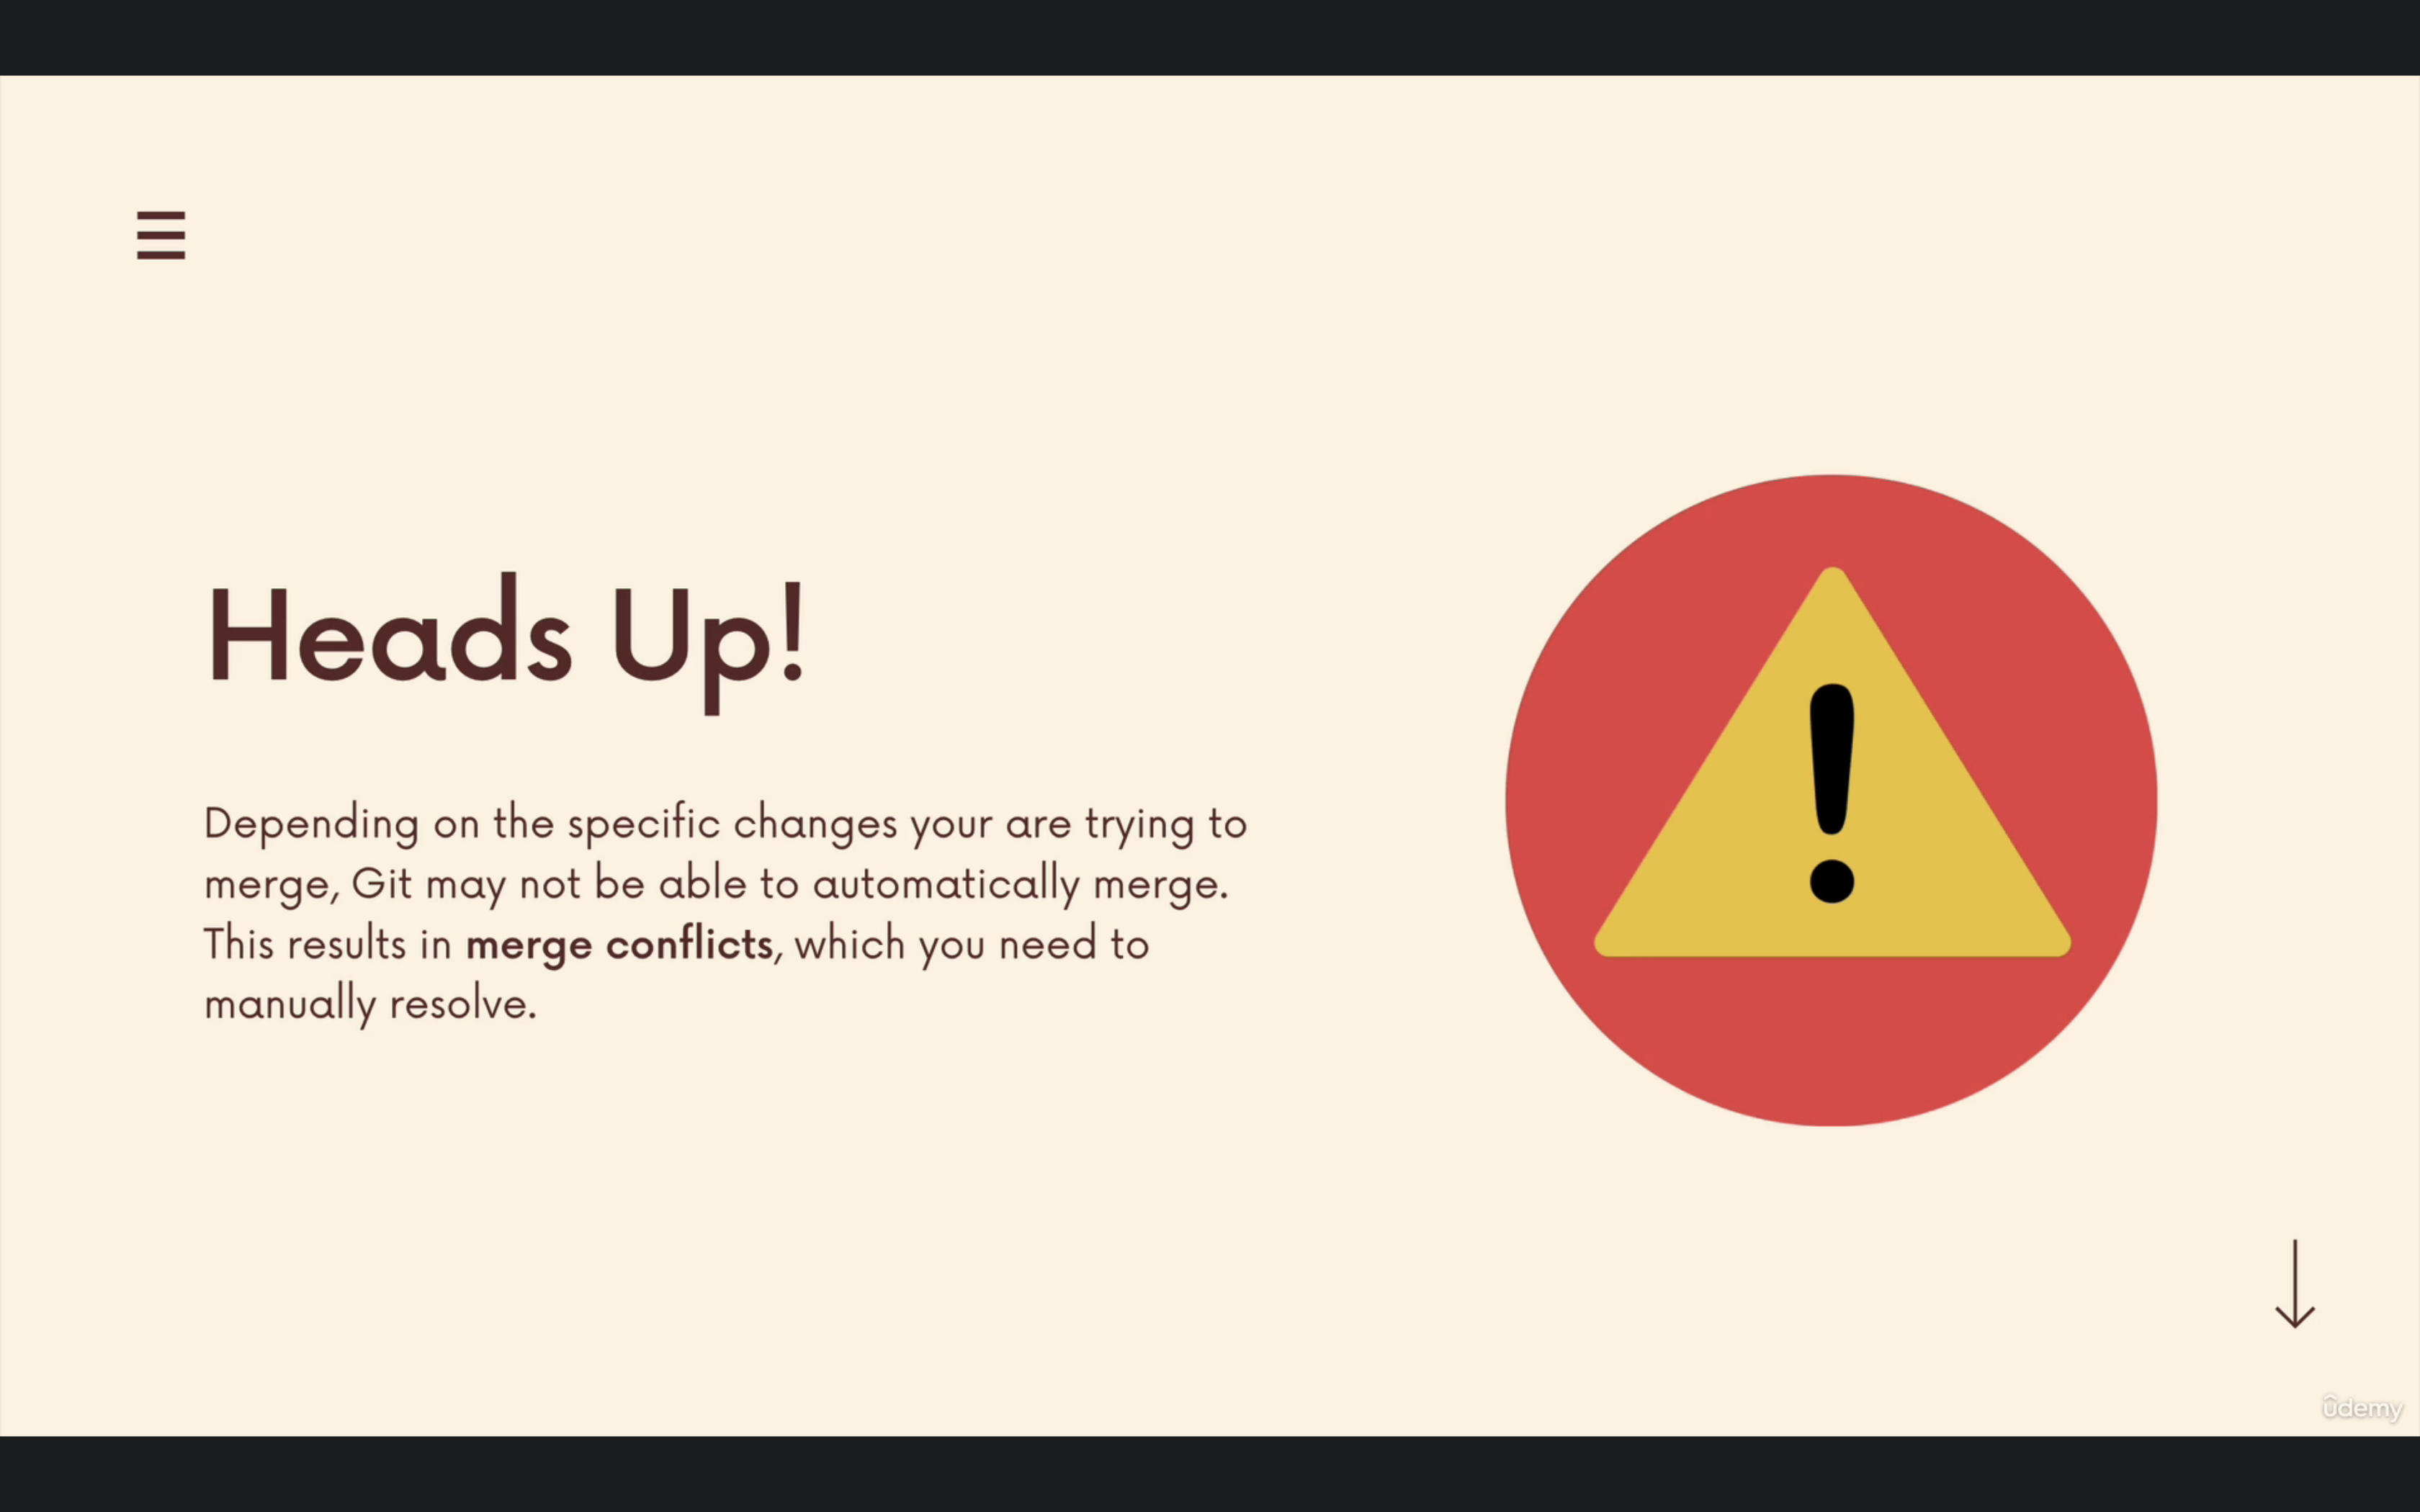 Heads Up!
Depending on the specific changes your are trying to
merge, Git may not be able to automatically merge.
This results in merge conflicts, which you need to
manually resolve.
ûdemy